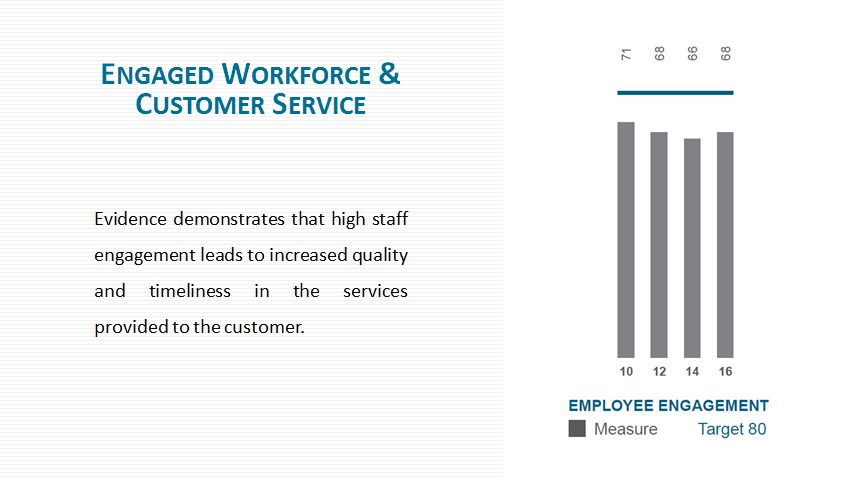 ENGAGED WORKFORCE &
CUSTOMER SERVICE
Evidence demonstrates that high staff
engagement leads to increased quality
and timeliness in the services
provided to the customer.
71 68 66 68
10 12 14 16
EMPLOYEE ENGAGEMENT
Measure Target 80